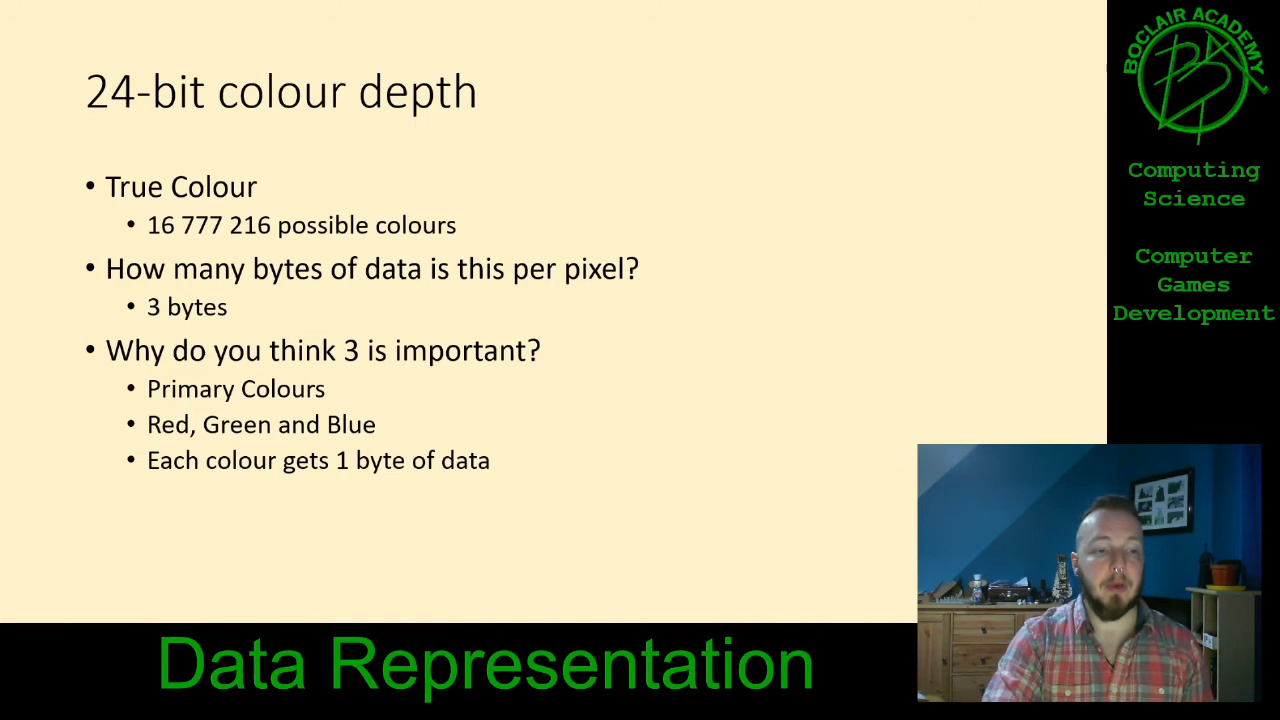 24-bit colour depth
• True Colour
• 16 777 216 possible colours
• How many bytes of data is this per pixel?
• 3 bytes
• Why do you think 3 is important?
• Primary Colours
• Red, Green and Blue
• Each colour gets 1 byte of data
BOCLAIR ACADEMY
Computing
Science
Computer
Games
Development
Data Representation